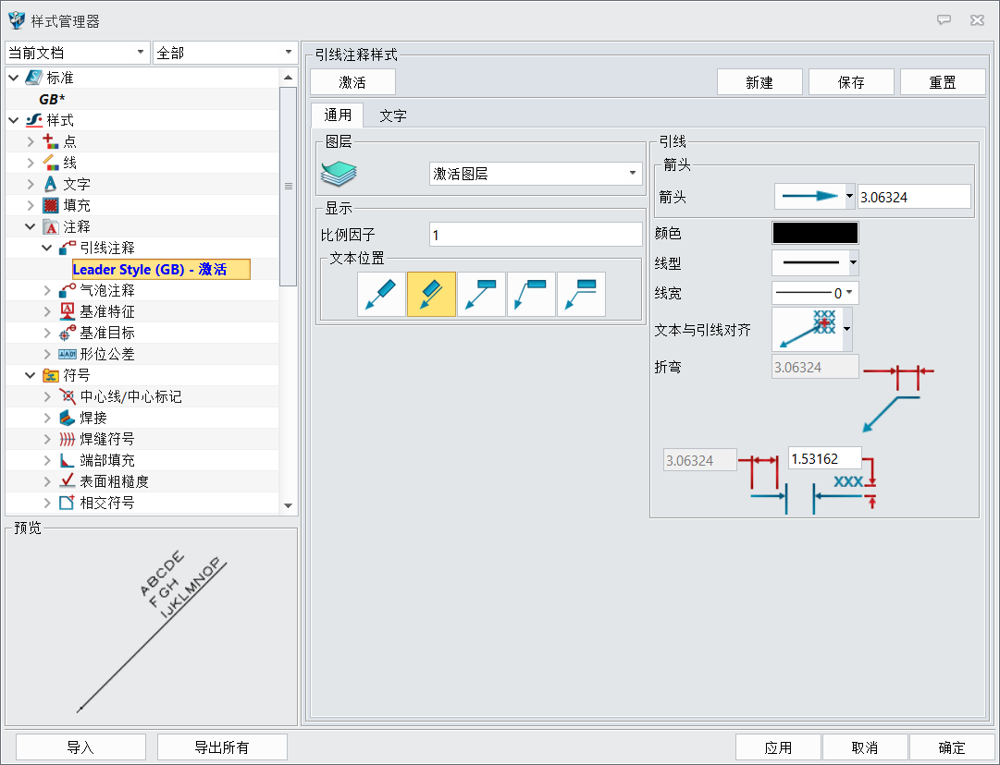 样式管理器
当前文档 全部
标准
GB*
样式
点
线
文字
填充
注释
引线注释
Leader Style (GB) - 激活
气泡注释
基准特征
基准目标
形位公差
符号
中心线/中心标记
焊接
焊缝符号
端部填充
表面粗糙度
相交符号
预览
ABCDE
FGH
IJKLMNOP
导入 导出所有
引线注释样式
激活 新建 保存 重置
通用 文字
图层
激活图层
显示
比例因子 1
文本位置
引线
箭头
箭头 3.06324
颜色
线型
线宽 0
文本与引线对齐
XXX
XXX
折弯 3.06324
3.06324 1.53162
XXX
应用 取消 确定